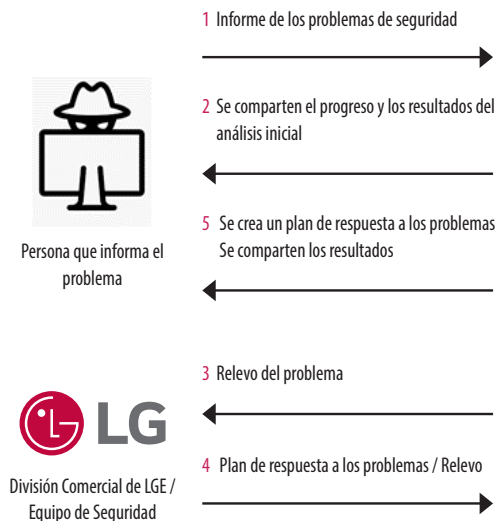 1 Informe de los problemas de seguridad
2 Se comparten el progreso y los resultados del
análisis inicial
5 Se crea un plan de respuesta a los problemas
Se comparten los resultados
Persona que informa el
problema
3 Relevo del problema
LG
4 Plan de respuesta a los problemas / Relevo
División Comercial de LGE /
Equipo de Seguridad